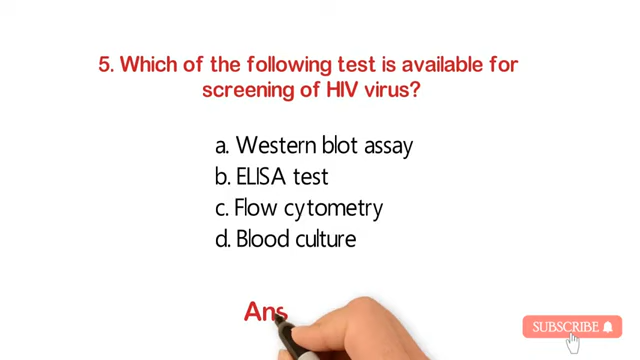 5. Which of the following test is available for
screening of HIV virus?
a. Western blot assay
b. ELISA test
c. Flow cytometry
d. Blood culture
Ans
SUBSCRIBE